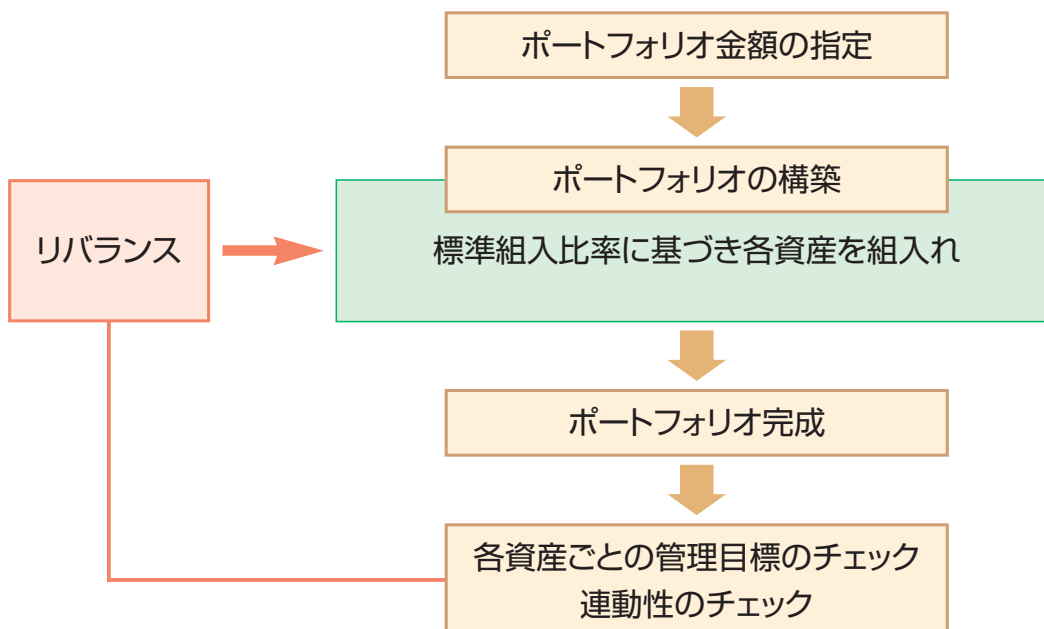 ポートフォリオ金額の指定
ポートフォリオの構築
リバランス
標準組入比率に基づき各資産を組入れ
ポートフォリオ完成
各資産ごとの管理目標のチェック
連動性のチェック